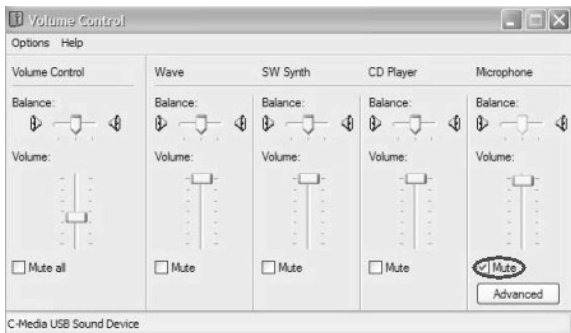 Volume Control
Options Help
Volume Control Wave SW Synth CD Player Microphone
Balance: Balance: Balance: Balance: Balance:
Volume: Volume: Volume: Volume: Volume:
Mute all Mute Mute Mute Mute
Advanced
C-Media USB Sound Device